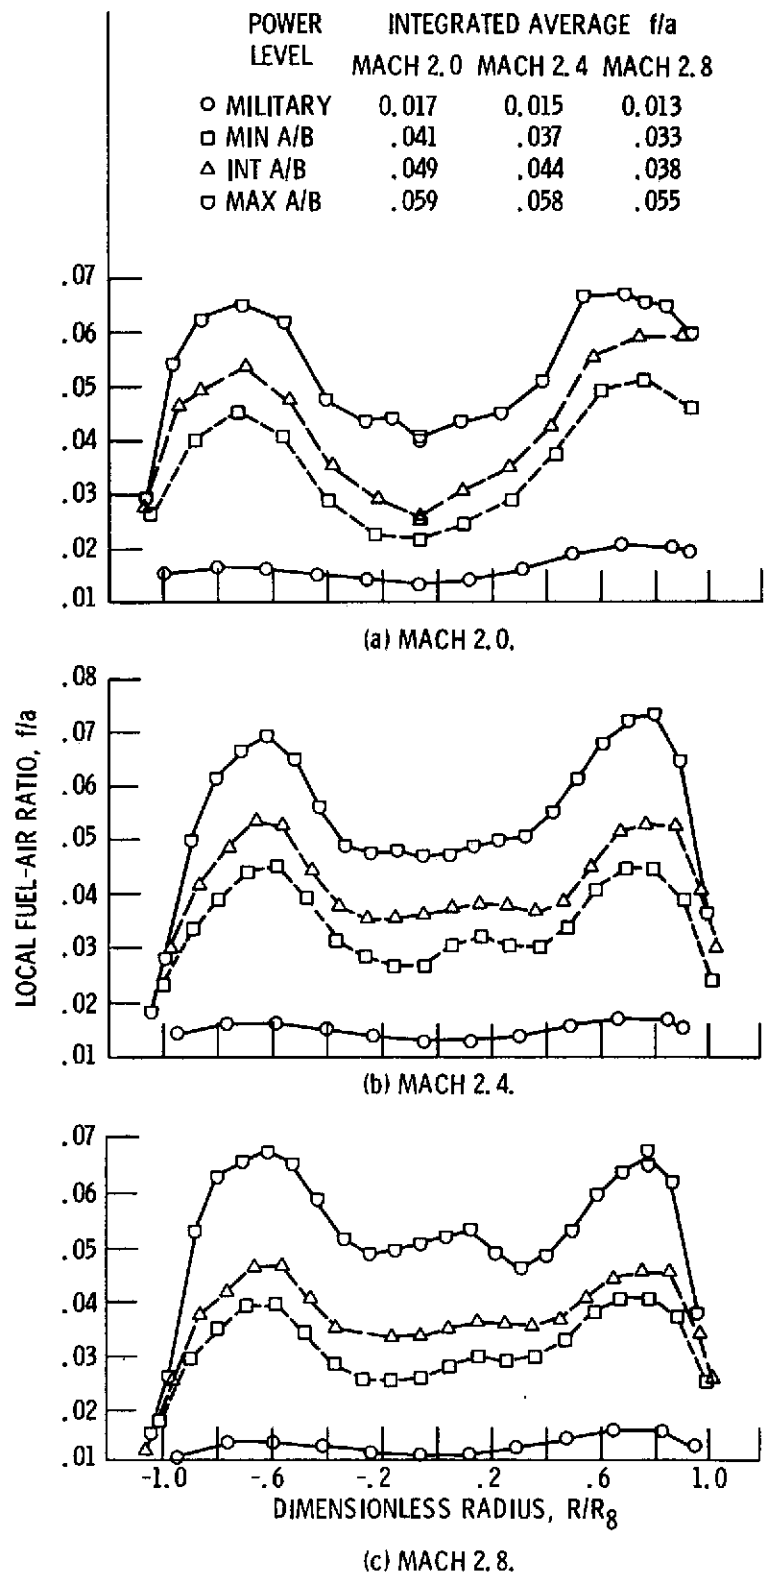 POWER LEVEL INTEGRATED AVERAGE f/a
MACH 2.0 MACH 2.4 MACH 2.8
MILITARY 0.017 0.015 0.013
MIN A/B .041 .037 .033
INT A/B .049 .044 .038
MAX A/B .059 .058 .055
.07
.06
.05
.04
.03
.02
.01
(a) MACH 2.0.
LOCAL FUEL-AIR RATIO, f/a
.08
.07
.06
.05
.04
.03
.02
.01
(b) MACH 2.4.
.07
.06
.05
.04
.03
.02
.01
-1.0 -.6 -.2 .2 .6 1.0
DIMENSIONLESS RADIUS, R/R8
(c) MACH 2.8.